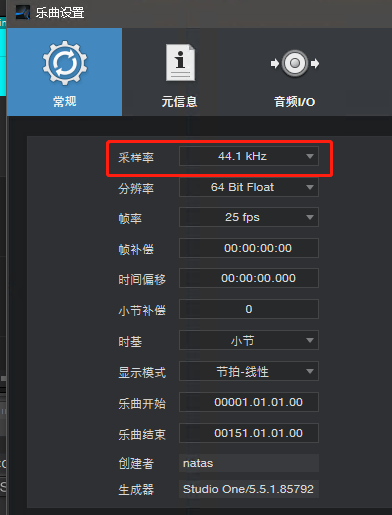 乐曲设置
常规
元信息
音频I/O
采样率 44.1 kHz
分辨率 64 Bit Float
帧率 25 fps
帧补偿 00:00:00:00
时间偏移 00:00:00.000
小节补偿 0
时基 小节
显示模式 节拍-线性
乐曲开始 00001.01.01.00
乐曲结束 00151.01.01.00
创建者 natas
生成器 Studio One/5.5.1.85792